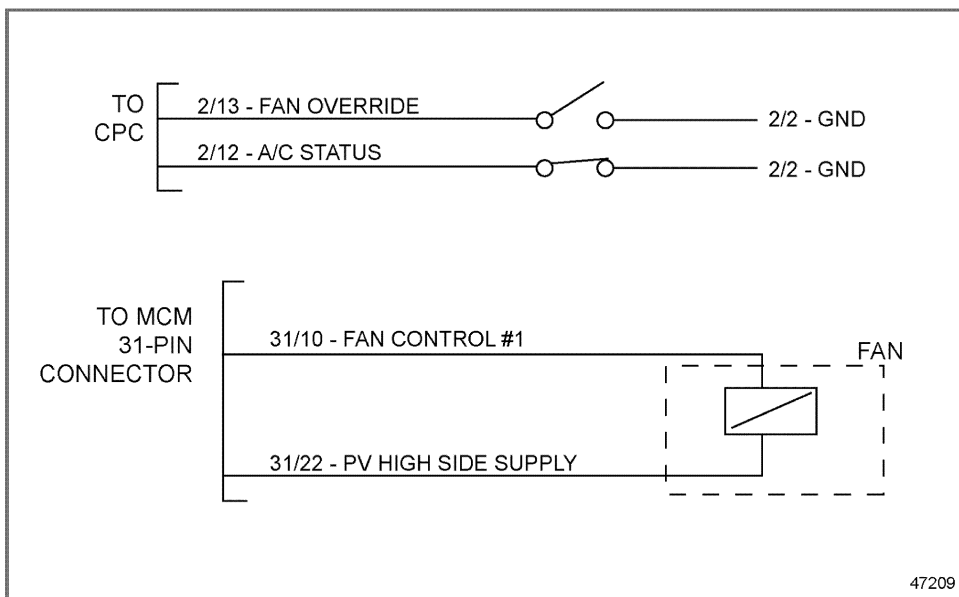 TO
CPC
2/13 - FAN OVERRIDE
2/2 - GND
2/12 - A/C STATUS
2/2 - GND
TO MCM
31-PIN
CONNECTOR
31/10 - FAN CONTROL #1
FAN
31/22 - PV HIGH SIDE SUPPLY
47209